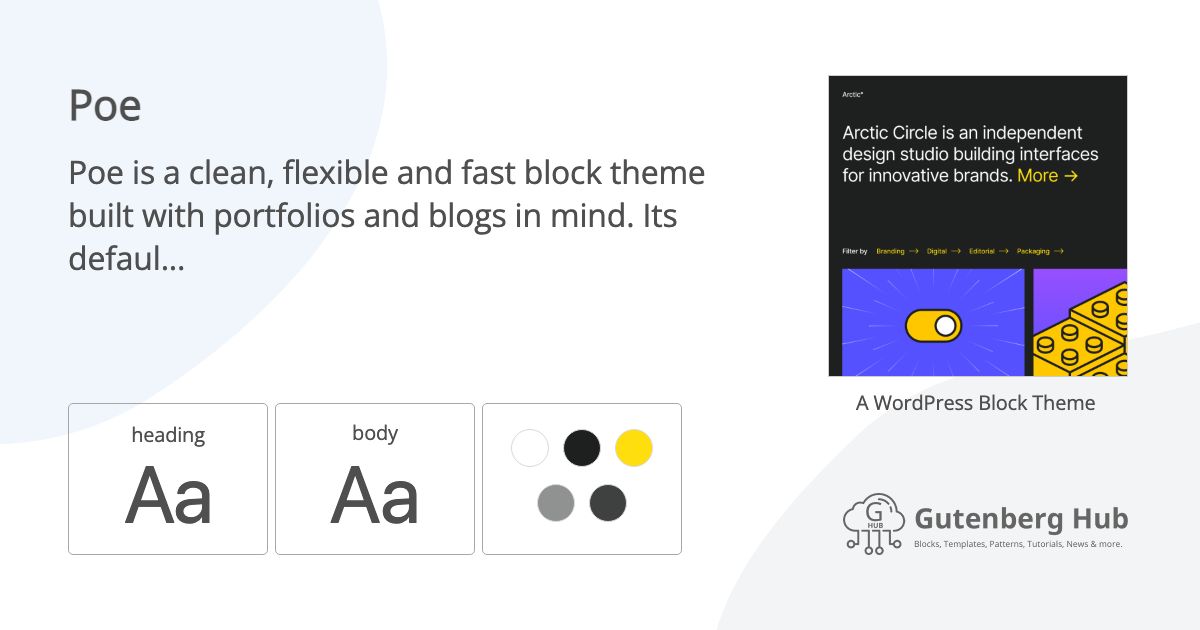 Poe
Poe is a clean, flexible and fast block theme
built with portfolios and blogs in mind. Its
defaul...
heading
Aa
body
Aa
Arctic°
Arctic Circle is an independent
design studio building interfaces
for innovative brands. More →
Filter by Branding → Digital → Editorial → Packaging →
A WordPress Block Theme
G
HUB
Gutenberg Hub
Blocks, Templates, Patterns, Tutorials, News & more.